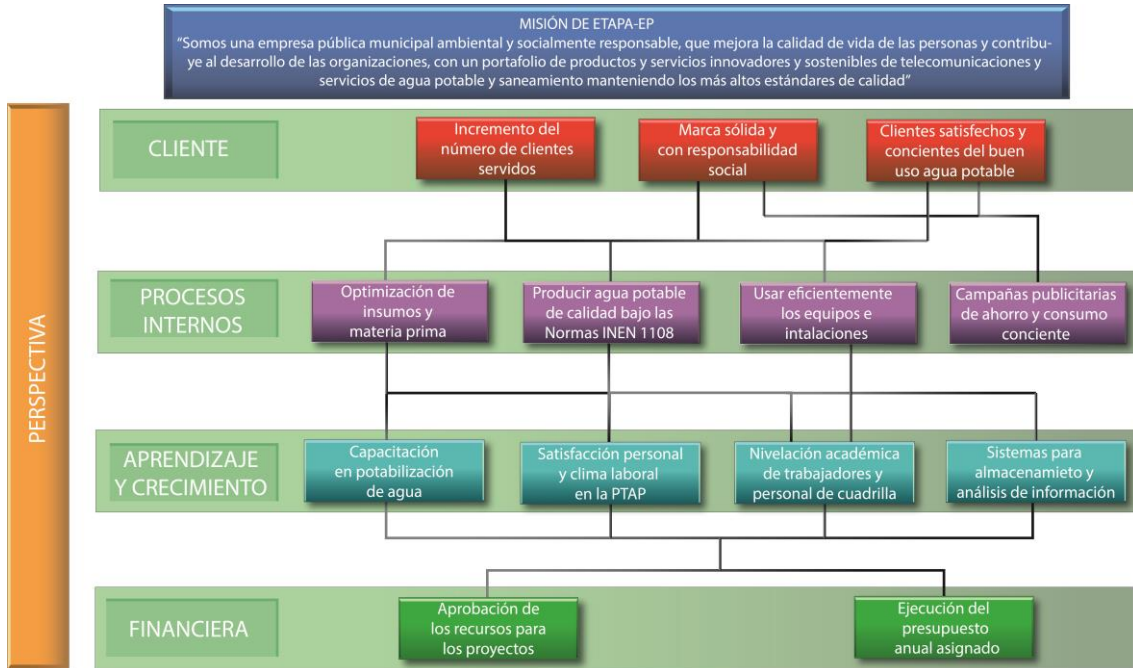 MISIÓN DE ETAPA-EP
“Somos una empresa pública municipal ambiental y socialmente responsable, que mejora la calidad de vida de las personas y contribu-
ye al desarrollo de las organizaciones, con un portafolio de productos y servicios innovadores y sostenibles de telecomunicaciones y
servicios de agua potable y saneamiento manteniendo los más altos estándares de calidad”
PERSPECTIVA
CLIENTE
Incremento del
número de clientes
servidos
Marca sólida y
con responsabilidad
social
Clientes satisfechos y
concientes del buen
uso agua potable
PROCESOS
INTERNOS
Optimización de
insumos y
materia prima
Producir agua potable
de calidad bajo las
Normas INEN 1108
Usar eficientemente
los equipos e
intalaciones
Campañas publicitarias
de ahorro y consumo
conciente
APRENDIZAJE
Y CRECIMIENTO
Capacitación
en potabilización
de agua
Satisfacción personal
y clima laboral
en la PTAP
Nivelación académica
de trabajadores y
personal de cuadrilla
Sistemas para
almacenamieto y
análisis de información
FINANCIERA
Aprobación de
los recursos para
los proyectos
Ejecución del
presupuesto
anual asignado